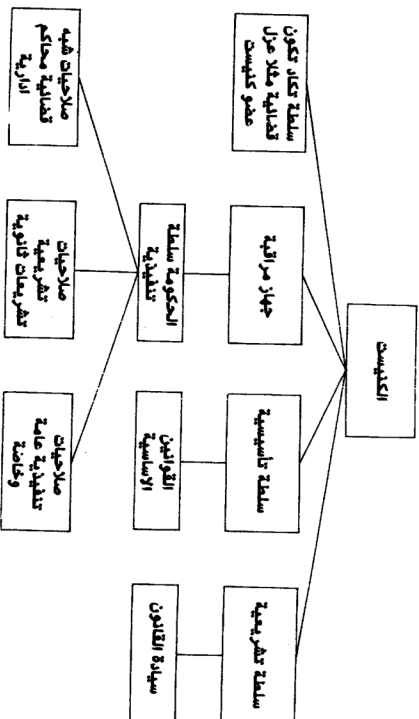 الكنيست
سلطة تشريعية
سلطة تأسيسية
جهاز مراقبة
سلطة تكاد تكون
قضائية مثلا عزل
عضو كنيست
سيادة القانون
القوانين
الاساسية
الحكومة سلطة
تنفيذية
صلاحيات
تنفيذية عامة
وخاصة
صلاحيات
تشريعية
تشريعات ثانوية
صلاحيات شبه
قضائية محاكم
ادارية